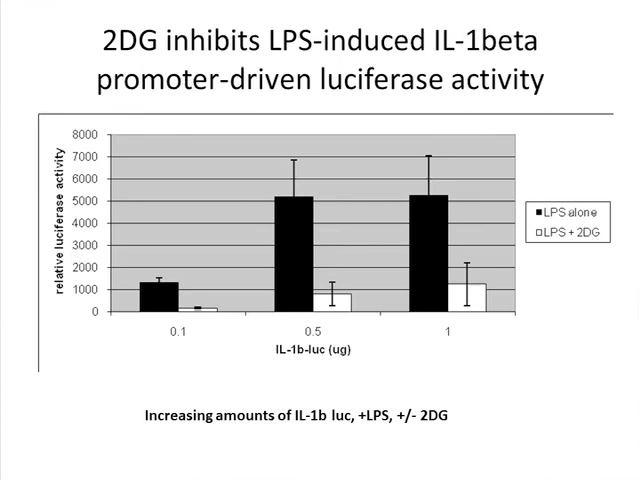 2DG inhibits LPS-induced IL-1beta
promoter-driven luciferase activity
relative luciferase activity
8000
7000
6000
5000
4000
3000
2000
1000
0
0.1
0.5
1
IL-1b-luc (ug)
LPS alone
LPS + 2DG
Increasing amounts of IL-1b luc, +LPS, +/- 2DG